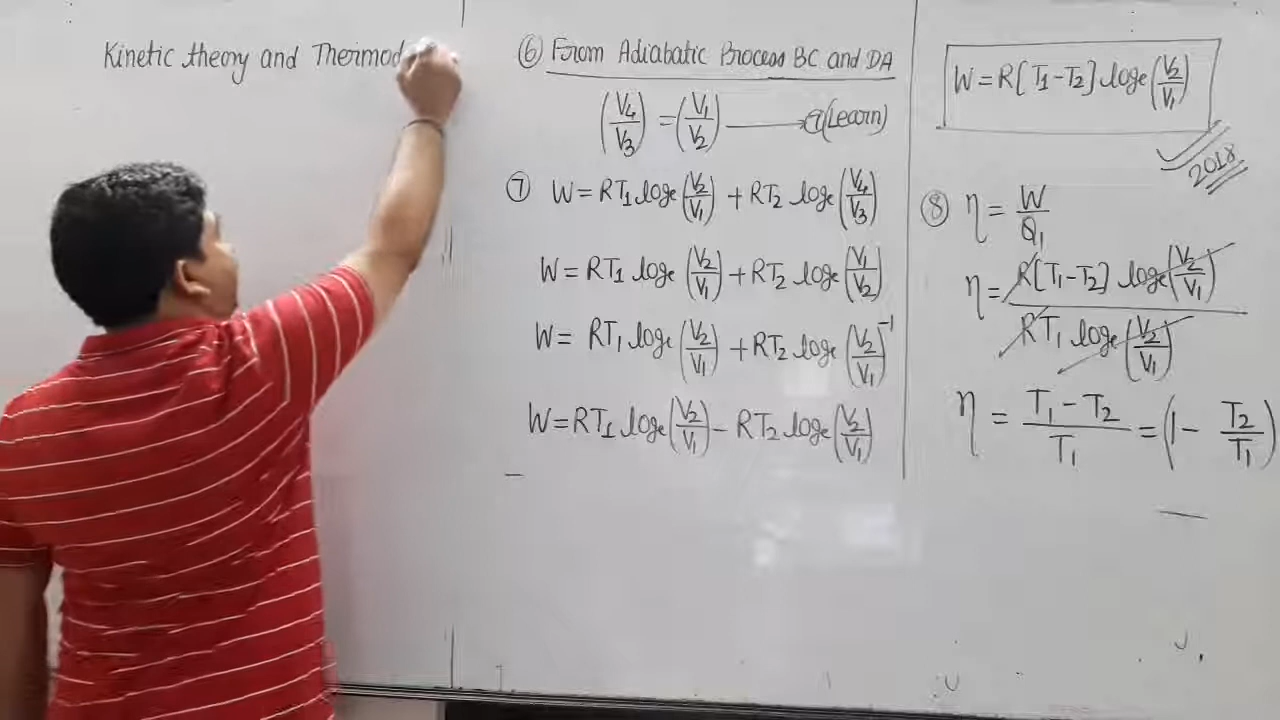 Kinetic theory and Thermod
⑥ From Adiabatic Process BC and DA
(V4/V3) = (V1/V2) ——→ (Learn)
⑦ W = RT1 loge (V2/V1) + RT2 loge (V4/V3)
W = RT1 loge (V2/V1) + RT2 loge (V1/V2)
W = RT1 loge (V2/V1) + RT2 loge (V2/V1)⁻¹
W = RT1 loge (V2/V1) - RT2 loge (V2/V1)
W = R[T1-T2] loge (V2/V1)
2018
⑧ η = W/Q1
η = R[T1-T2] loge (V2/V1) / RT1 loge (V2/V1)
η = T1-T2/T1 = (1 - T2/T1)